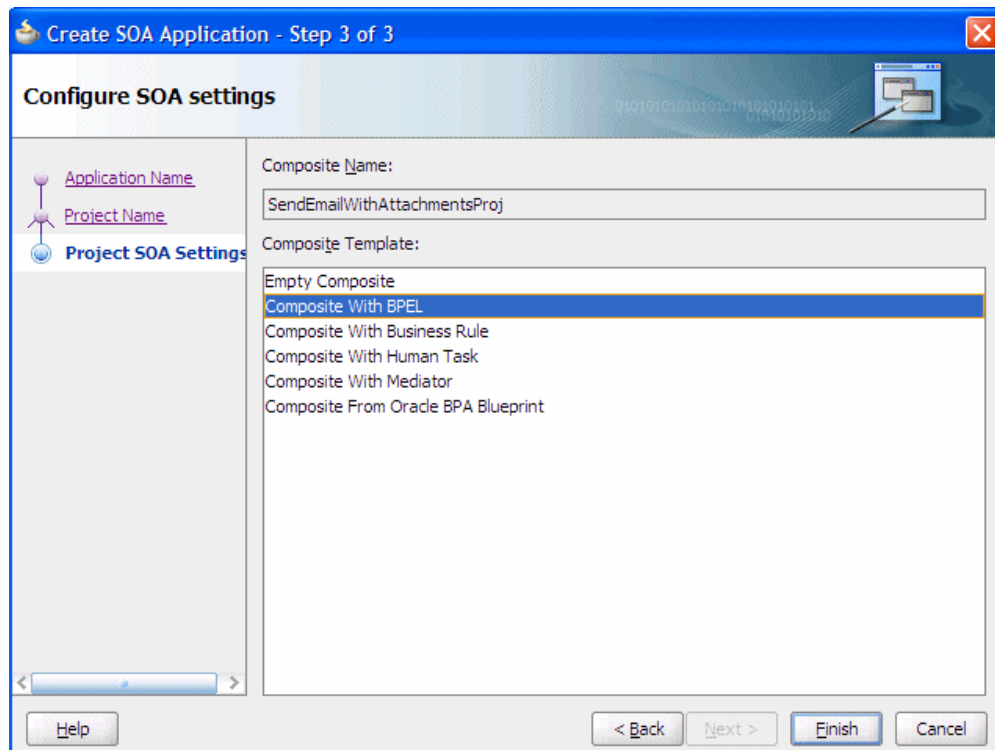 Create SOA Application - Step 3 of 3
Configure SOA settings
Application Name
Project Name
Project SOA Settings
Composite Name:
SendEmailWithAttachmentsProj
Composite Template:
Empty Composite
Composite With BPEL
Composite With Business Rule
Composite With Human Task
Composite With Mediator
Composite From Oracle BPA Blueprint
Help
< Back
Next >
Finish
Cancel